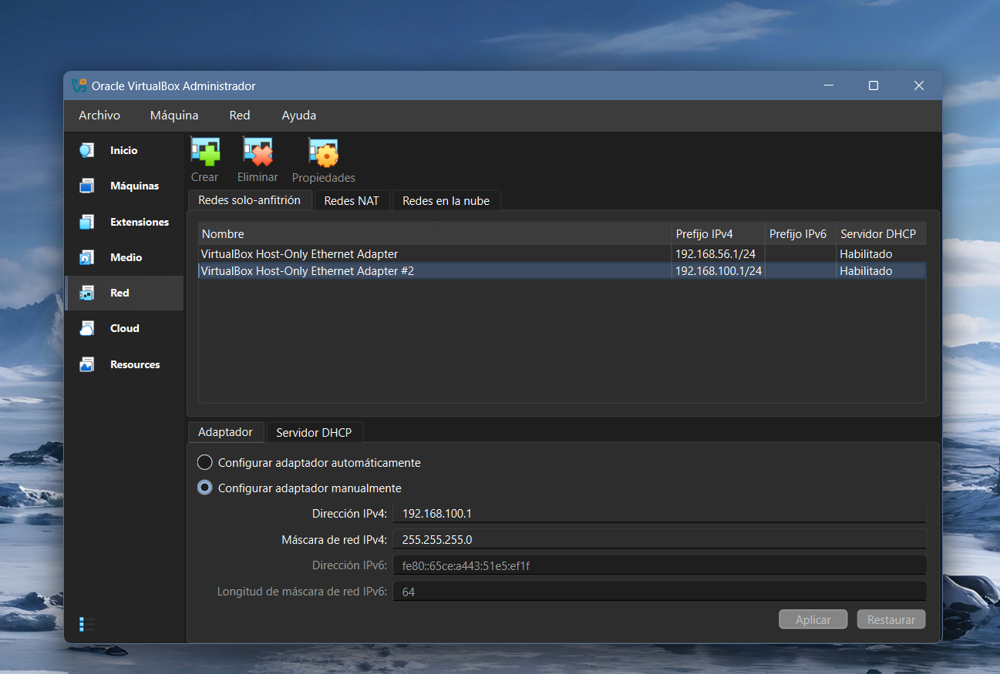 Oracle VirtualBox Administrador
Archivo Máquina Red Ayuda
Inicio
Máquinas
Extensiones
Medio
Red
Cloud
Resources
Crear Eliminar Propiedades
Redes solo-anfitrión Redes NAT Redes en la nube
Nombre Prefijo IPv4 Prefijo IPv6 Servidor DHCP
VirtualBox Host-Only Ethernet Adapter 192.168.56.1/24 Habilitado
VirtualBox Host-Only Ethernet Adapter #2 192.168.100.1/24 Habilitado
Adaptador Servidor DHCP
Configurar adaptador automáticamente
Configurar adaptador manualmente
Dirección IPv4: 192.168.100.1
Máscara de red IPv4: 255.255.255.0
Dirección IPv6: fe80::65ce:a443:51e5:ef1f
Longitud de máscara de red IPv6: 64
Aplicar Restaurar